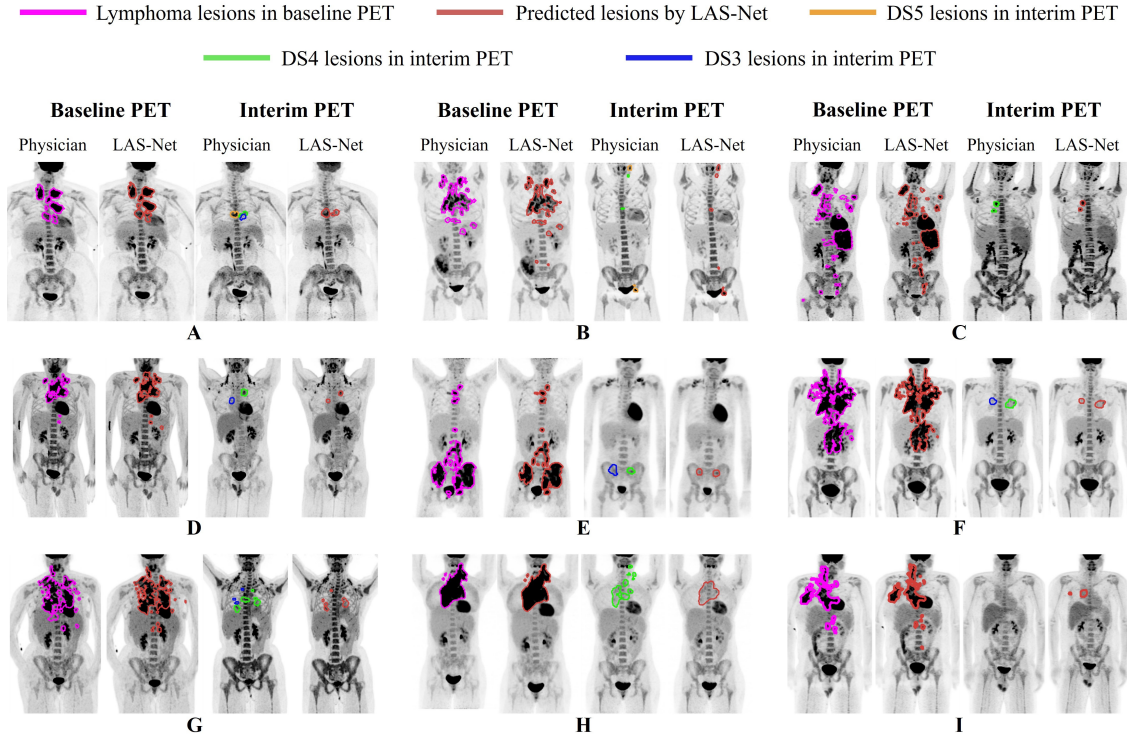 Lymphoma lesions in baseline PET Predicted lesions by LAS-Net DS5 lesions in interim PET
DS4 lesions in interim PET DS3 lesions in interim PET
Baseline PET Interim PET Baseline PET Interim PET Baseline PET Interim PET
Physician LAS-Net Physician LAS-Net Physician LAS-Net Physician LAS-Net Physician LAS-Net Physician LAS-Net
A B C
D E F
G H I